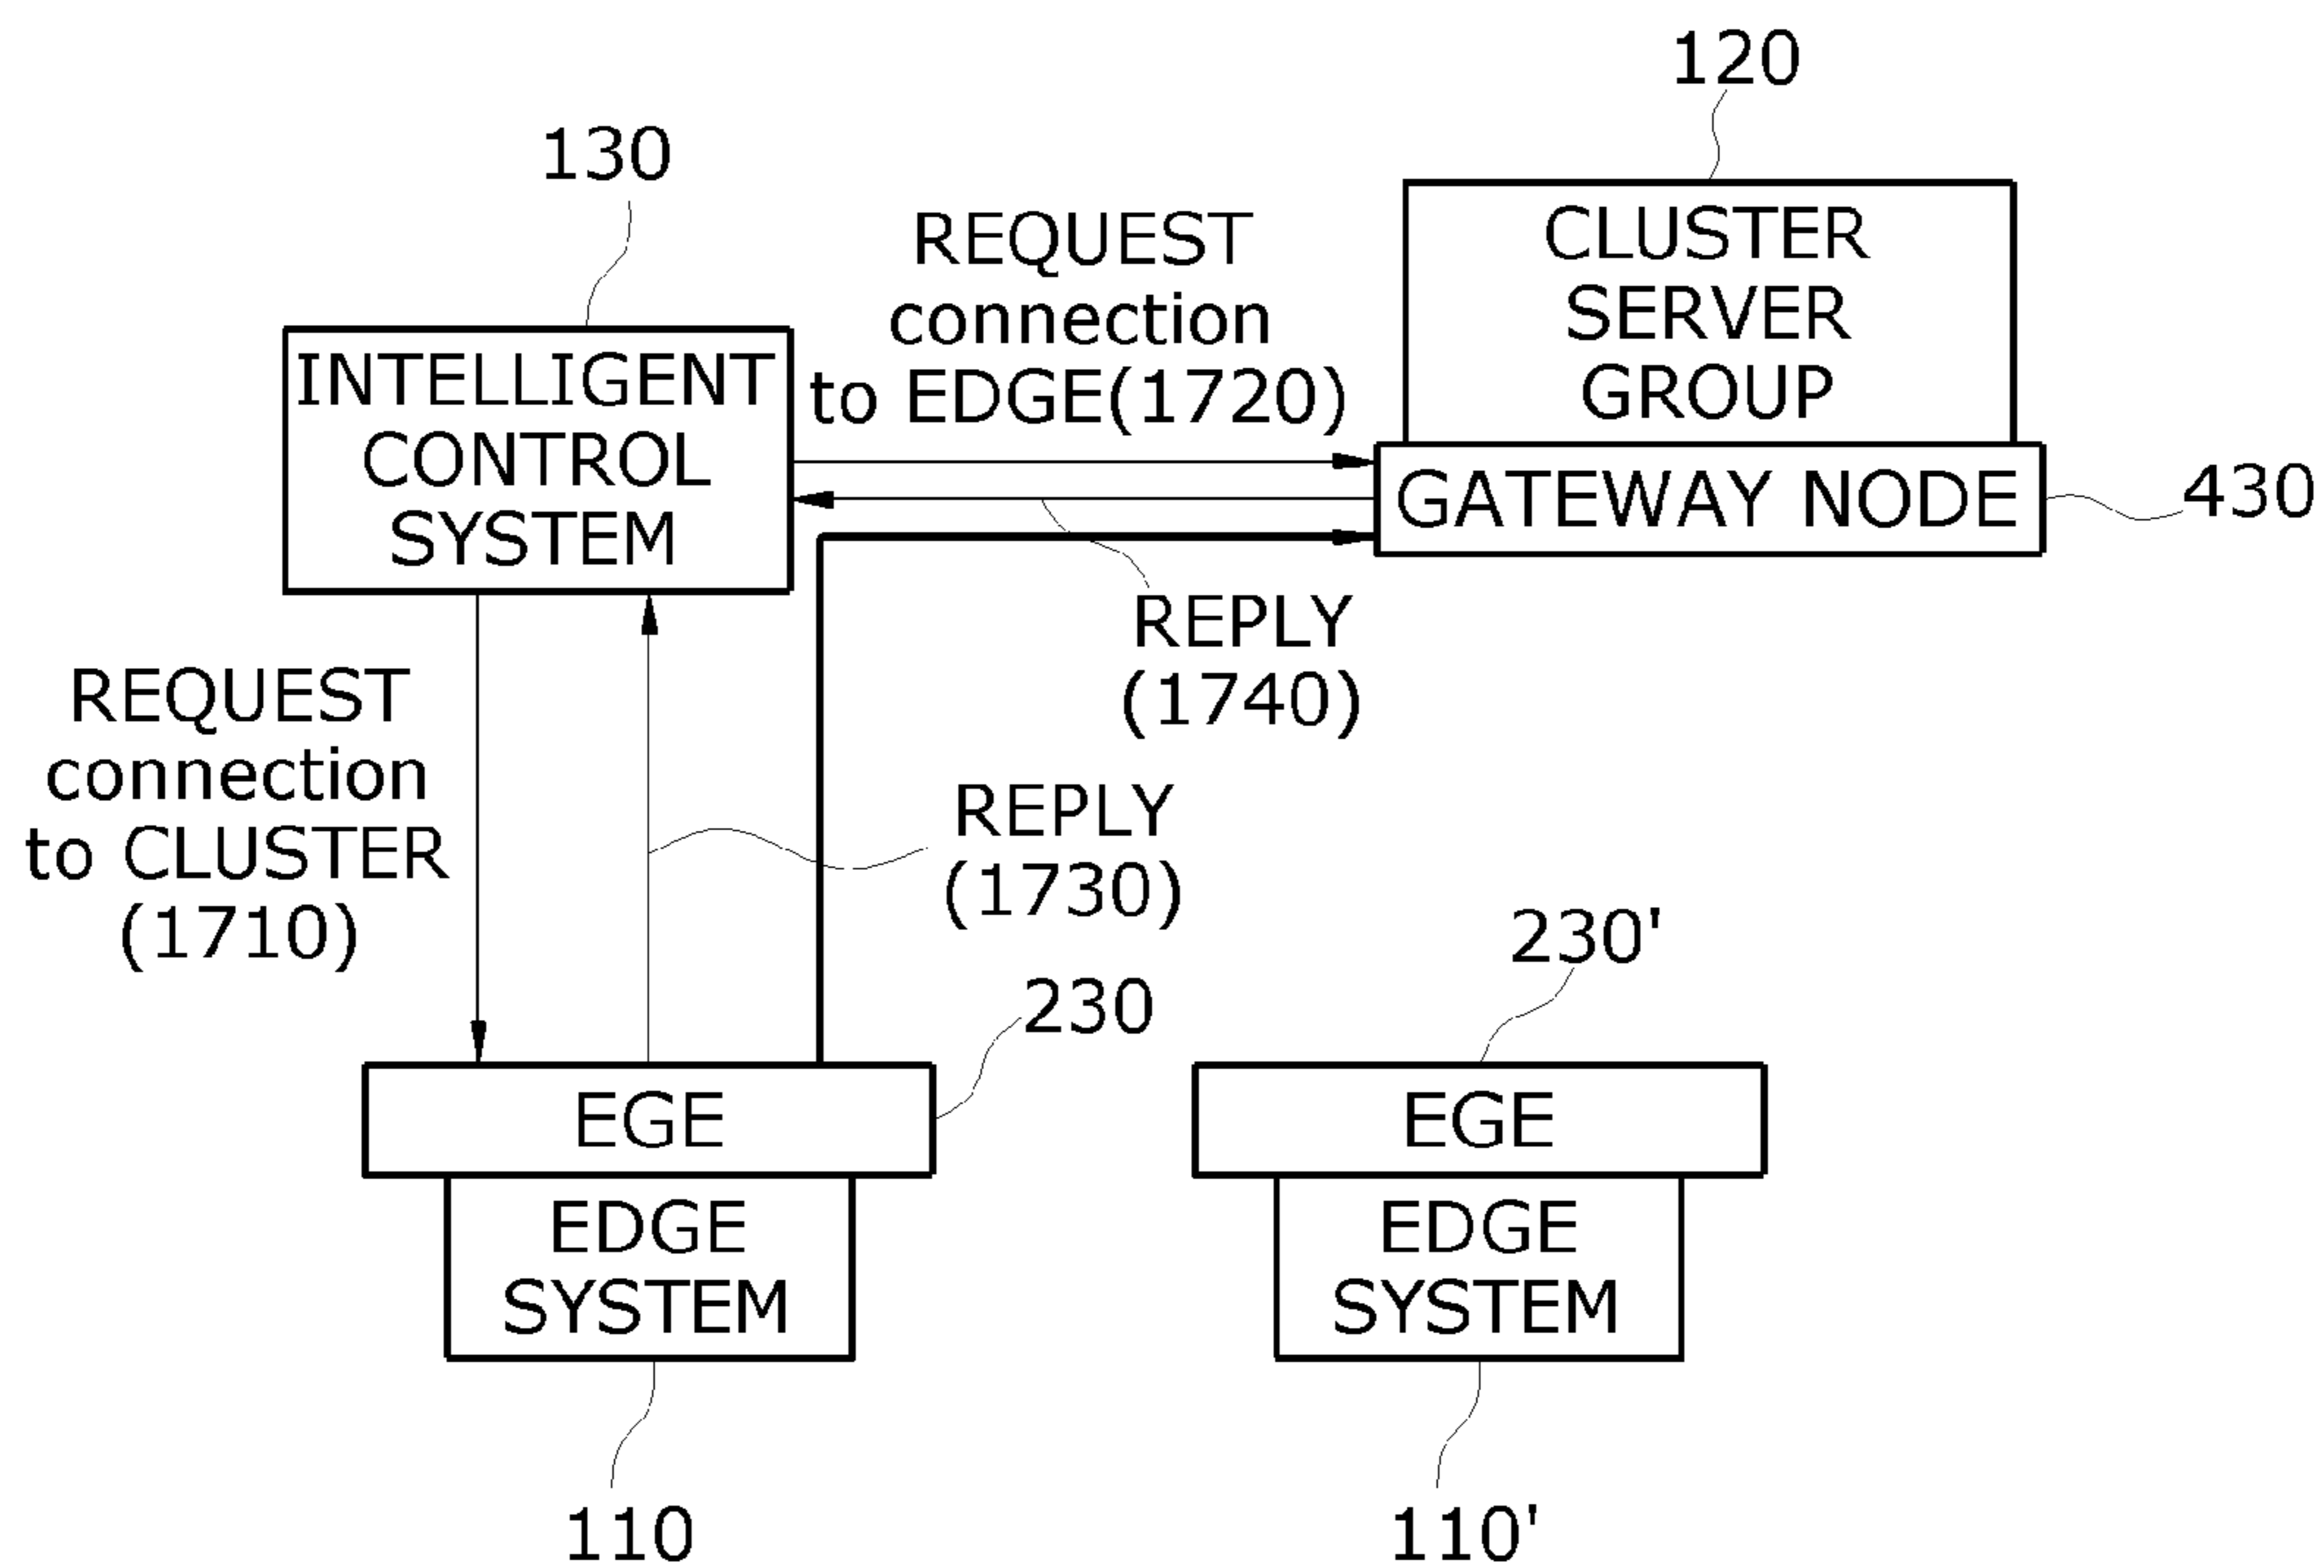 120
130
CLUSTER
SERVER
GROUP
REQUEST
connection
to EDGE(1720)
INTELLIGENT
CONTROL
SYSTEM
GATEWAY NODE
430
REPLY
(1740)
REQUEST
connection
to CLUSTER
(1710)
REPLY
(1730)
230
230'
EGE
EGE
EDGE
SYSTEM
EDGE
SYSTEM
110
110'